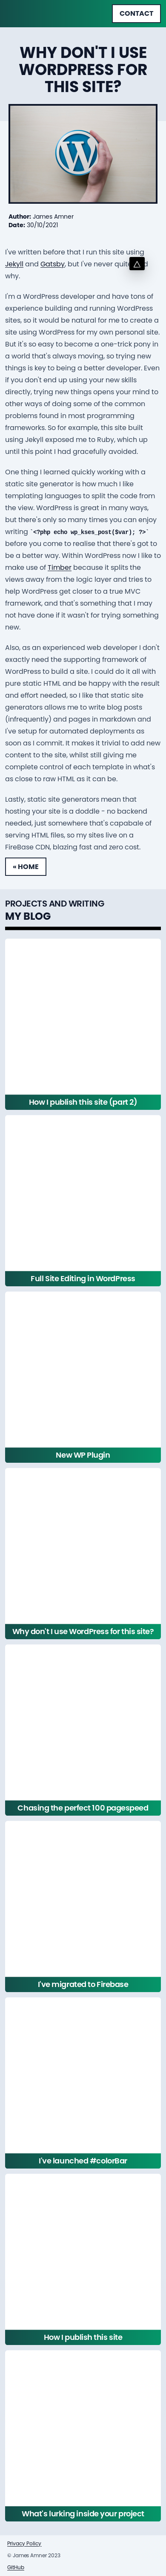 CONTACT
WHY DON'T I USE
WORDPRESS FOR
THIS SITE?
Author: James Amner
Date: 30/10/2021
I've written before that I run this site using
Jekyll and Gatsby, but I've never quite said
why.
I'm a WordPress developer and have tons of
experience building and running WordPress
sites, so it would be natural for me to create a
site using WordPress for my own personal site.
But it's so easy to become a one-trick pony in
a world that's always moving, so trying new
things is key to being a better developer. Even
if you don't end up using your new skills
directly, trying new things opens your mind to
other ways of doing some of the common
patterns found in most programming
frameworks. So for example, this site built
using Jekyll exposed me to Ruby, which up
until this point I had gracefully avoided.
One thing I learned quickly working with a
static site generator is how much I like
templating languages to split the code from
the view. WordPress is great in many ways,
but there's only so many times you can enjoy
writing `<?php echo wp_kses_post($var); ?>`
before you come to realise that there's got to
be a better way. Within WordPress now I like to
make use of Timber because it splits the
views away from the logic layer and tries to
help WordPress get closer to a true MVC
framework, and that's something that I may
not have done if it wasn't for trying something
new.
Also, as an experienced web developer I don't
exactly need the supporting framework of
WordPress to build a site. I could do it all with
pure static HTML and be happy with the result
and effort needed, so I like that static site
generators allows me to write blog posts
(infrequently) and pages in markdown and
I've setup for automated deployments as
soon as I commit. It makes it trivial to add new
content to the site, whilst still giving me
complete control of each template in what's
as close to raw HTML as it can be.
Lastly, static site generators mean that
hosting your site is a doddle - no backend
needed, just somewhere that's capabale of
serving HTML files, so my sites live on a
FireBase CDN, blazing fast and zero cost.
« HOME
PROJECTS AND WRITING
MY BLOG
How I publish this site (part 2)
Full Site Editing in WordPress
New WP Plugin
Why don't I use WordPress for this site?
Chasing the perfect 100 pagespeed
I've migrated to Firebase
I've launched #colorBar
How I publish this site
What's lurking inside your project
Privacy Policy
© James Amner 2023
GitHub